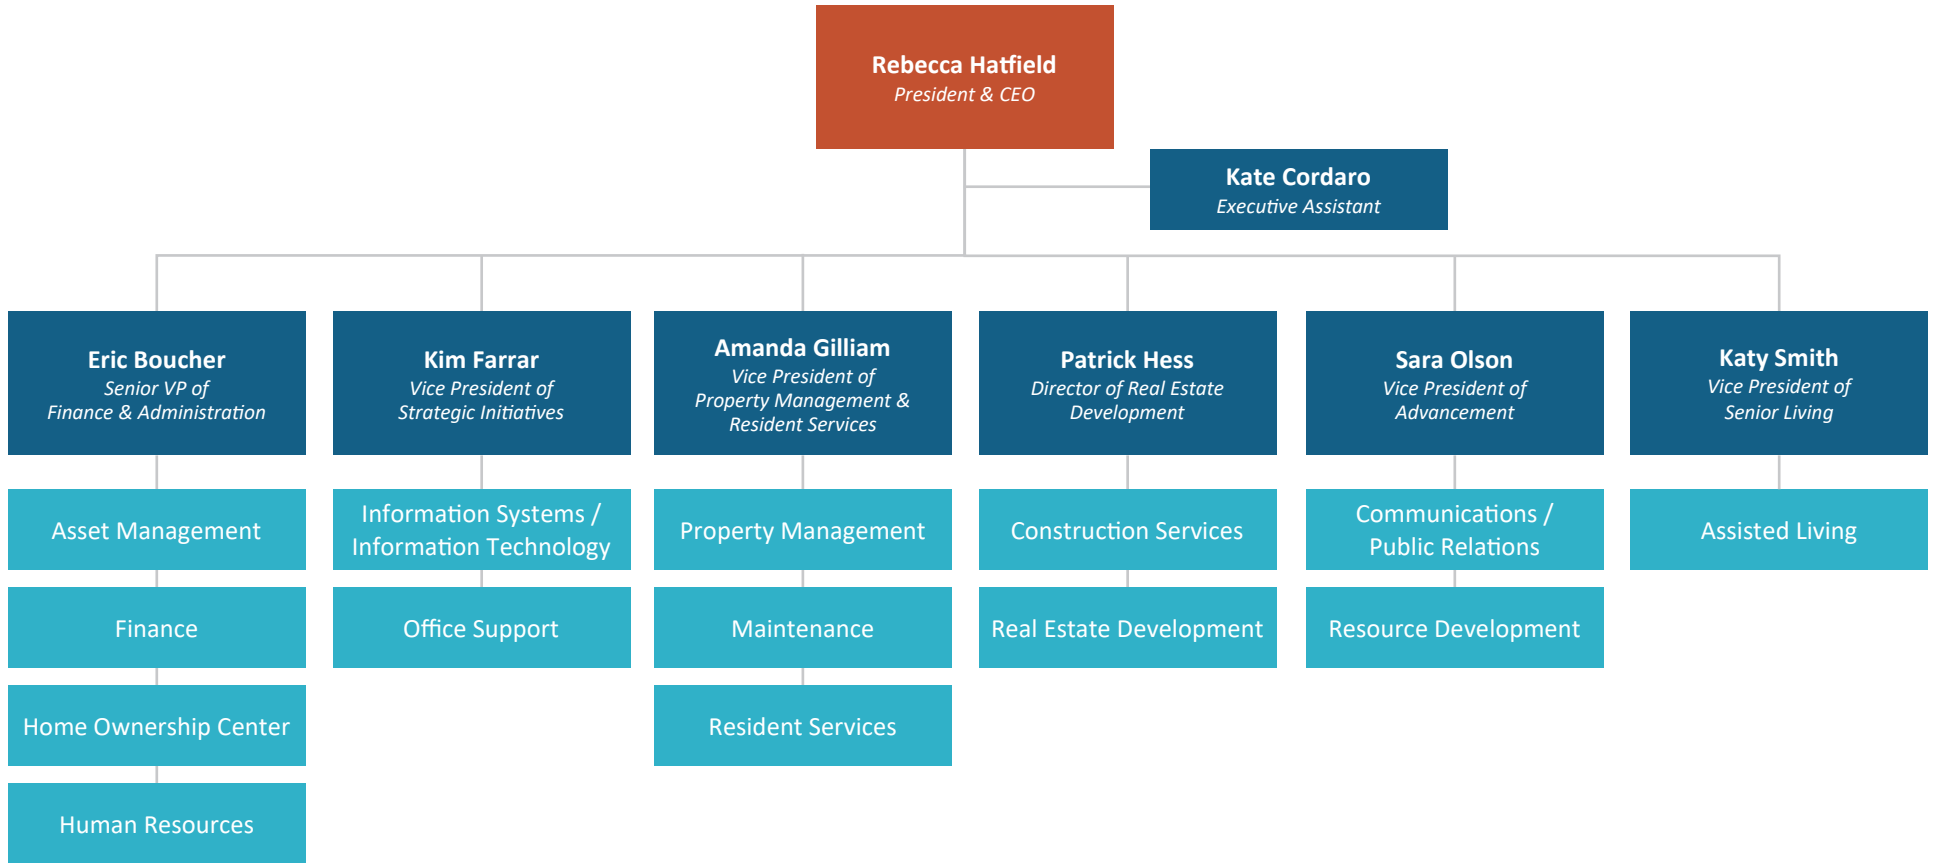 Rebecca Hatfield
President & CEO
Kate Cordaro
Executive Assistant
Eric Boucher
Senior VP of
Finance & Administration
Kim Farrar
Vice President of
Strategic Initiatives
Amanda Gilliam
Vice President of
Property Management &
Resident Services
Patrick Hess
Director of Real Estate
Development
Sara Olson
Vice President of
Advancement
Katy Smith
Vice President of
Senior Living
Asset Management
Finance
Home Ownership Center
Human Resources
Information Systems /
Information Technology
Office Support
Property Management
Maintenance
Resident Services
Construction Services
Real Estate Development
Communications /
Public Relations
Resource Development
Assisted Living